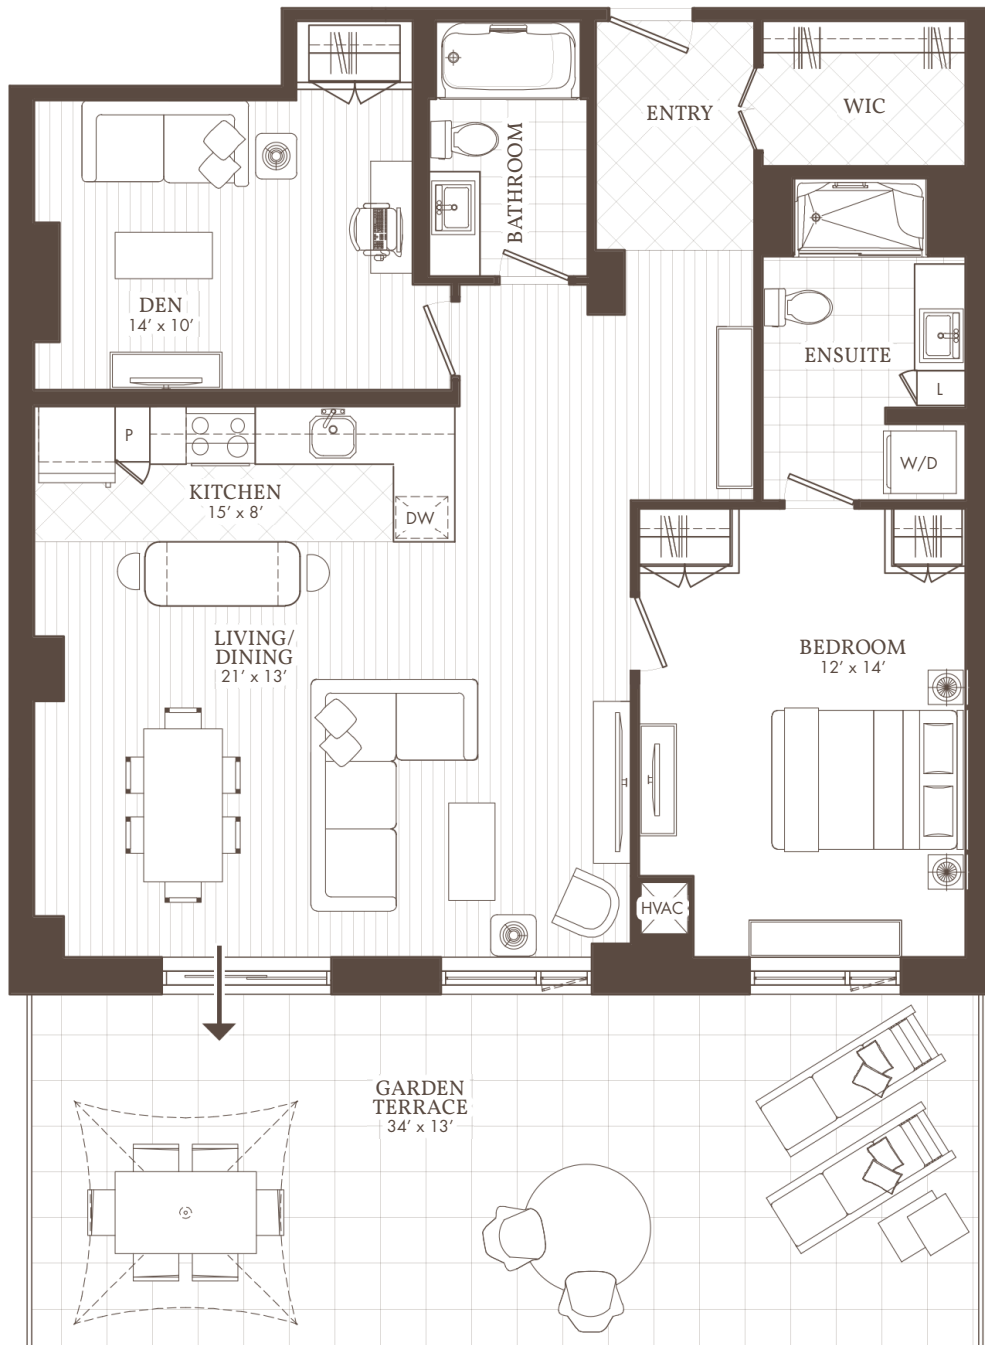 ENTRY
WIC
BATHROOM
DEN
14’ x 10’
ENSUITE
L
P
W/D
KITCHEN
15’ x 8’
DW
LIVING/
DINING
21’ x 13’
BEDROOM
12’ x 14’
HVAC
GARDEN
TERRACE
34’ x 13’